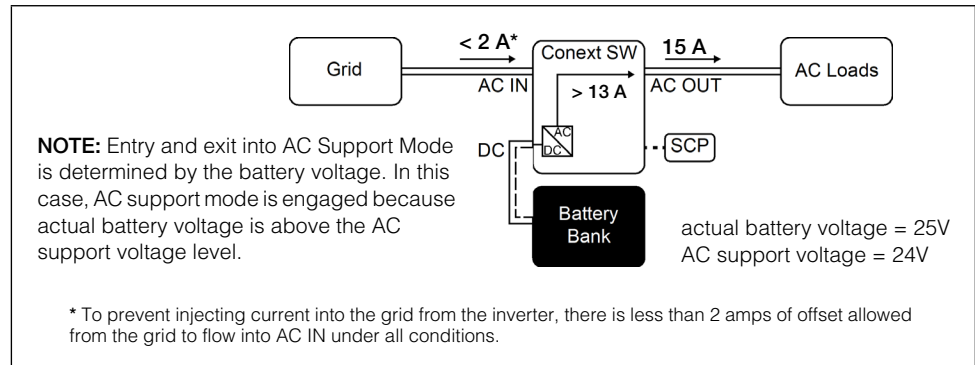 Grid
< 2 A*
AC IN
Conext SW
> 13 A
AC
DC
15 A
AC OUT
AC Loads
DC
SCP
Battery
Bank
NOTE: Entry and exit into AC Support Mode
is determined by the battery voltage. In this
case, AC support mode is engaged because
actual battery voltage is above the AC
support voltage level.
actual battery voltage = 25V
AC support voltage = 24V
* To prevent injecting current into the grid from the inverter, there is less than 2 amps of offset allowed
from the grid to flow into AC IN under all conditions.